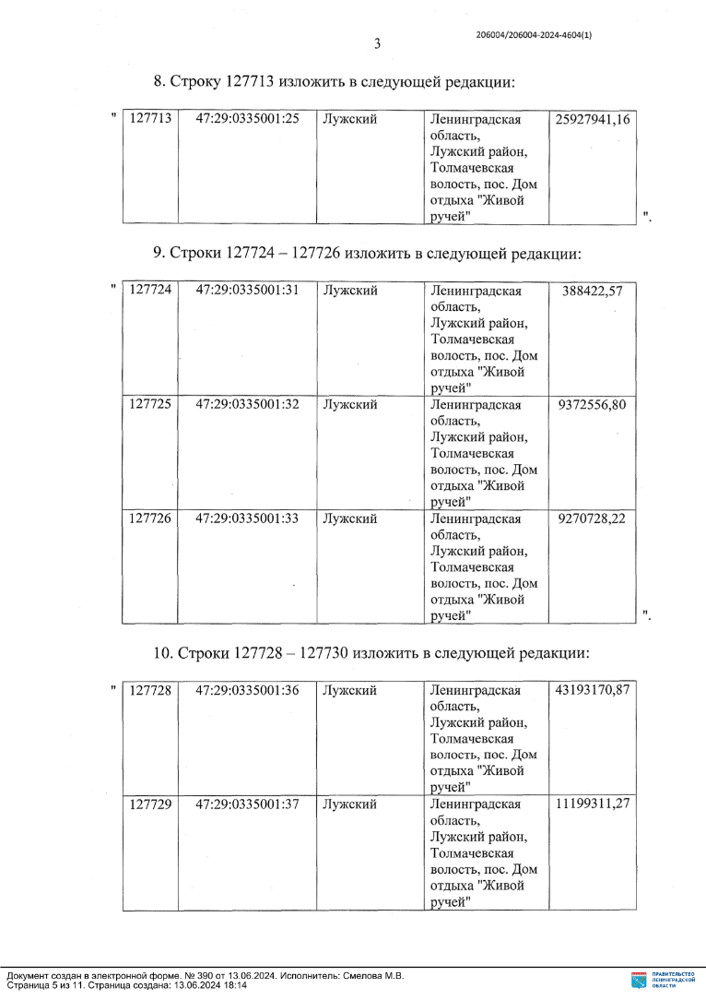 206004/206004-2024-4604(1)
3
8. Строку 127713 изложить в следующей редакции:
" 127713 47:29:0335001:25 Лужский Ленинградская 25927941,16
область,
Лужский район,
Толмачевская
волость, пос. Дом
отдыха "Живой
ручей" ".
9. Строки 127724 – 127726 изложить в следующей редакции:
" 127724 47:29:0335001:31 Лужский Ленинградская 388422,57
область,
Лужский район,
Толмачевская
волость, пос. Дом
отдыха "Живой
ручей"
127725 47:29:0335001:32 Лужский Ленинградская 9372556,80
область,
Лужский район,
Толмачевская
волость, пос. Дом
отдыха "Живой
ручей"
127726 47:29:0335001:33 Лужский Ленинградская 9270728,22
область,
Лужский район,
Толмачевская
волость, пос. Дом
отдыха "Живой
ручей" ".
10. Строки 127728 – 127730 изложить в следующей редакции:
" 127728 47:29:0335001:36 Лужский Ленинградская 43193170,87
область,
Лужский район,
Толмачевская
волость, пос. Дом
отдыха "Живой
ручей"
127729 47:29:0335001:37 Лужский Ленинградская 11199311,27
область,
Лужский район,
Толмачевская
волость, пос. Дом
отдыха "Живой
ручей"
Документ создан в электронной форме. № 390 от 13.06.2024. Исполнитель: Смелова М.В.
Страница 5 из 11. Страница создана: 13.06.2024 18:14
ПРАВИТЕЛЬСТВО
ЛЕНИНГРАДСКОЙ
ОБЛАСТИ